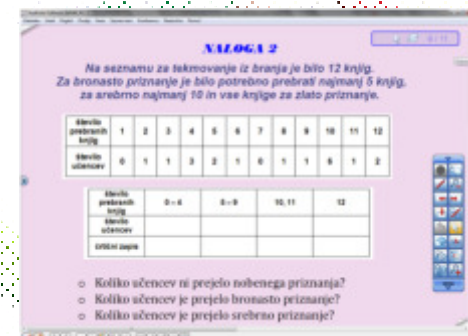 NALOGA 2
Na seznamu za tekmovanje iz branja je bilo 12 knjig.
Za bronasto priznanje je bilo potrebno prebrati najmanj 5 knjig,
za srebrno najmanj 10 in vse knjige za zlato priznanje.
število prebranih knjig 1 2 3 4 5 6 7 8 9 10 11 12
število učencev 0 1 1 3 2 1 0 1 1 6 1 2
število prebranih knjig 0 – 4 5 – 9 10, 11 12
število učencev
črtični zapis
o Koliko učencev ni prejelo nobenega priznanja?
o Koliko učencev je prejelo bronasto priznanje?
o Koliko učencev je prejelo srebrno priznanje?